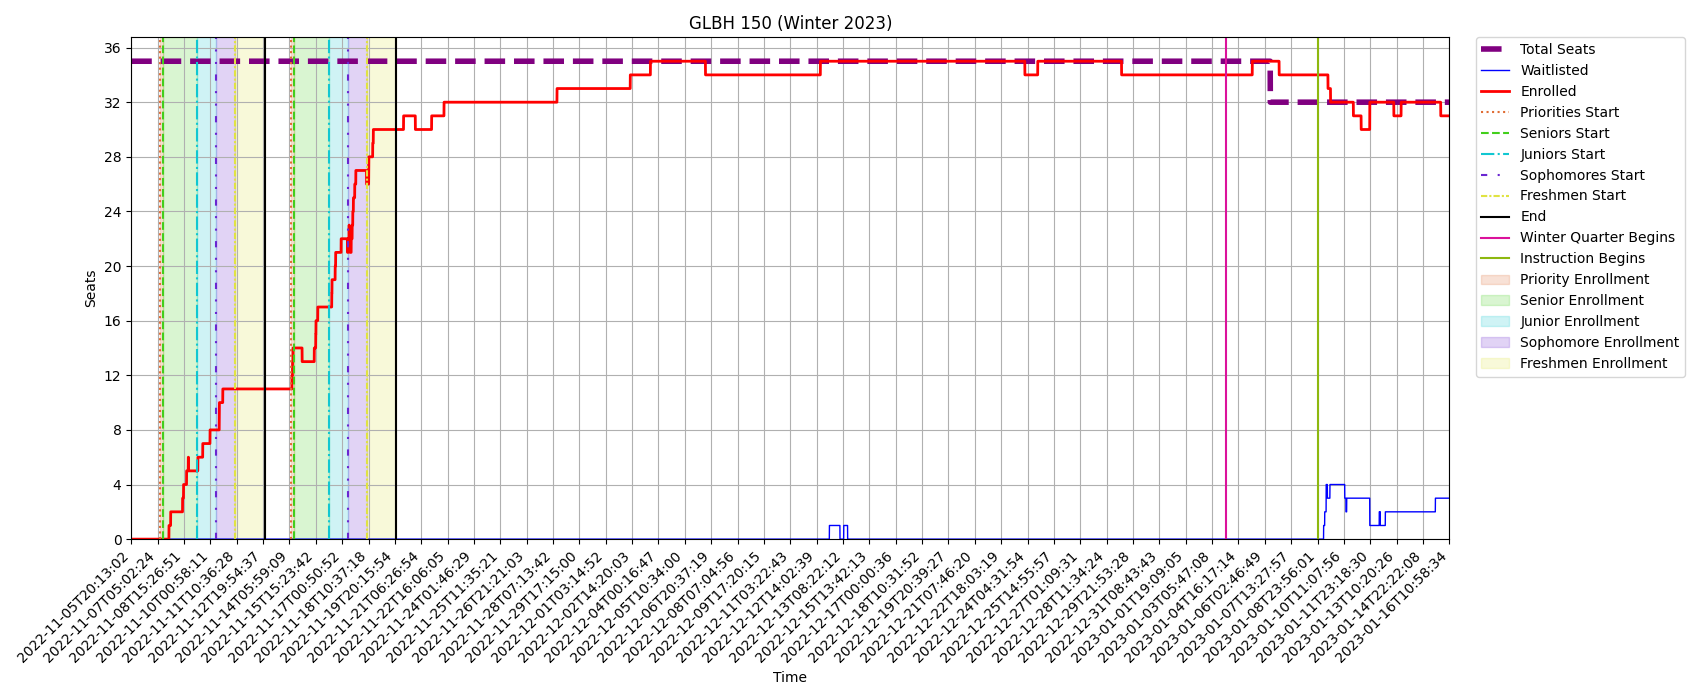 GLBH 150 (Winter 2023)
Seats
36
32
28
24
20
16
12
8
4
0
2022-11-05T20:13:02
2022-11-07T05:02:24
2022-11-08T15:26:51
2022-11-10T00:58:11
2022-11-11T10:36:28
2022-11-12T19:54:37
2022-11-14T05:59:09
2022-11-15T15:23:42
2022-11-17T00:50:52
2022-11-18T10:37:18
2022-11-19T20:15:54
2022-11-21T06:26:54
2022-11-22T16:06:05
2022-11-24T01:46:29
2022-11-25T11:35:21
2022-11-26T21:21:03
2022-11-28T07:13:42
2022-11-29T17:15:00
2022-12-01T03:14:52
2022-12-02T14:20:03
2022-12-04T00:16:47
2022-12-05T10:34:00
2022-12-06T20:37:19
2022-12-08T07:04:56
2022-12-09T17:20:15
2022-12-11T03:22:43
2022-12-12T14:02:39
2022-12-13T08:22:12
2022-12-15T13:42:13
2022-12-17T00:00:36
2022-12-18T10:31:52
2022-12-19T20:39:27
2022-12-21T07:46:20
2022-12-22T18:03:19
2022-12-24T04:31:54
2022-12-25T14:55:57
2022-12-27T01:09:31
2022-12-28T11:34:24
2022-12-29T21:53:28
2022-12-31T08:43:43
2023-01-01T19:09:05
2023-01-03T05:47:08
2023-01-04T16:17:14
2023-01-06T02:46:49
2023-01-07T13:27:57
2023-01-08T23:56:01
2023-01-10T11:07:56
2023-01-11T23:18:30
2023-01-13T10:20:26
2023-01-14T22:22:08
2023-01-16T10:58:34
Time
Total Seats
Waitlisted
Enrolled
Priorities Start
Seniors Start
Juniors Start
Sophomores Start
Freshmen Start
End
Winter Quarter Begins
Instruction Begins
Priority Enrollment
Senior Enrollment
Junior Enrollment
Sophomore Enrollment
Freshmen Enrollment